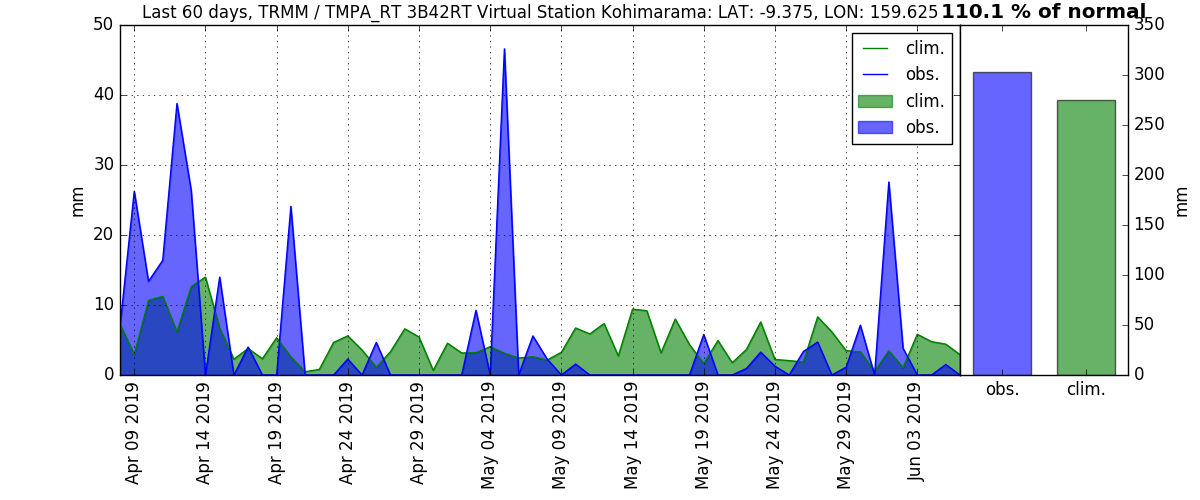 Last 60 days, TRMM / TMPA_RT 3B42RT Virtual Station Kohimarama: LAT: -9.375, LON: 159.625
110.1 % of normal
50
40
30
20
10
0
mm
clim.
obs.
clim.
obs.
350
300
250
200
150
100
50
0
mm
obs.
clim.
Apr 09 2019
Apr 14 2019
Apr 19 2019
Apr 24 2019
Apr 29 2019
May 04 2019
May 09 2019
May 14 2019
May 19 2019
May 24 2019
May 29 2019
Jun 03 2019